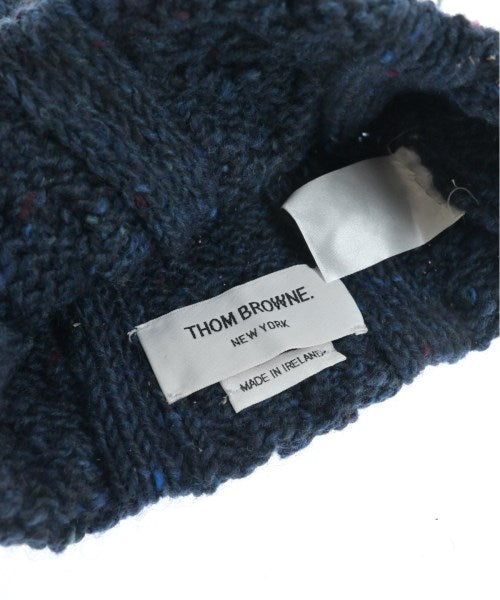 THOM BROWNE.
NEW YORK
MADE IN IRELAND